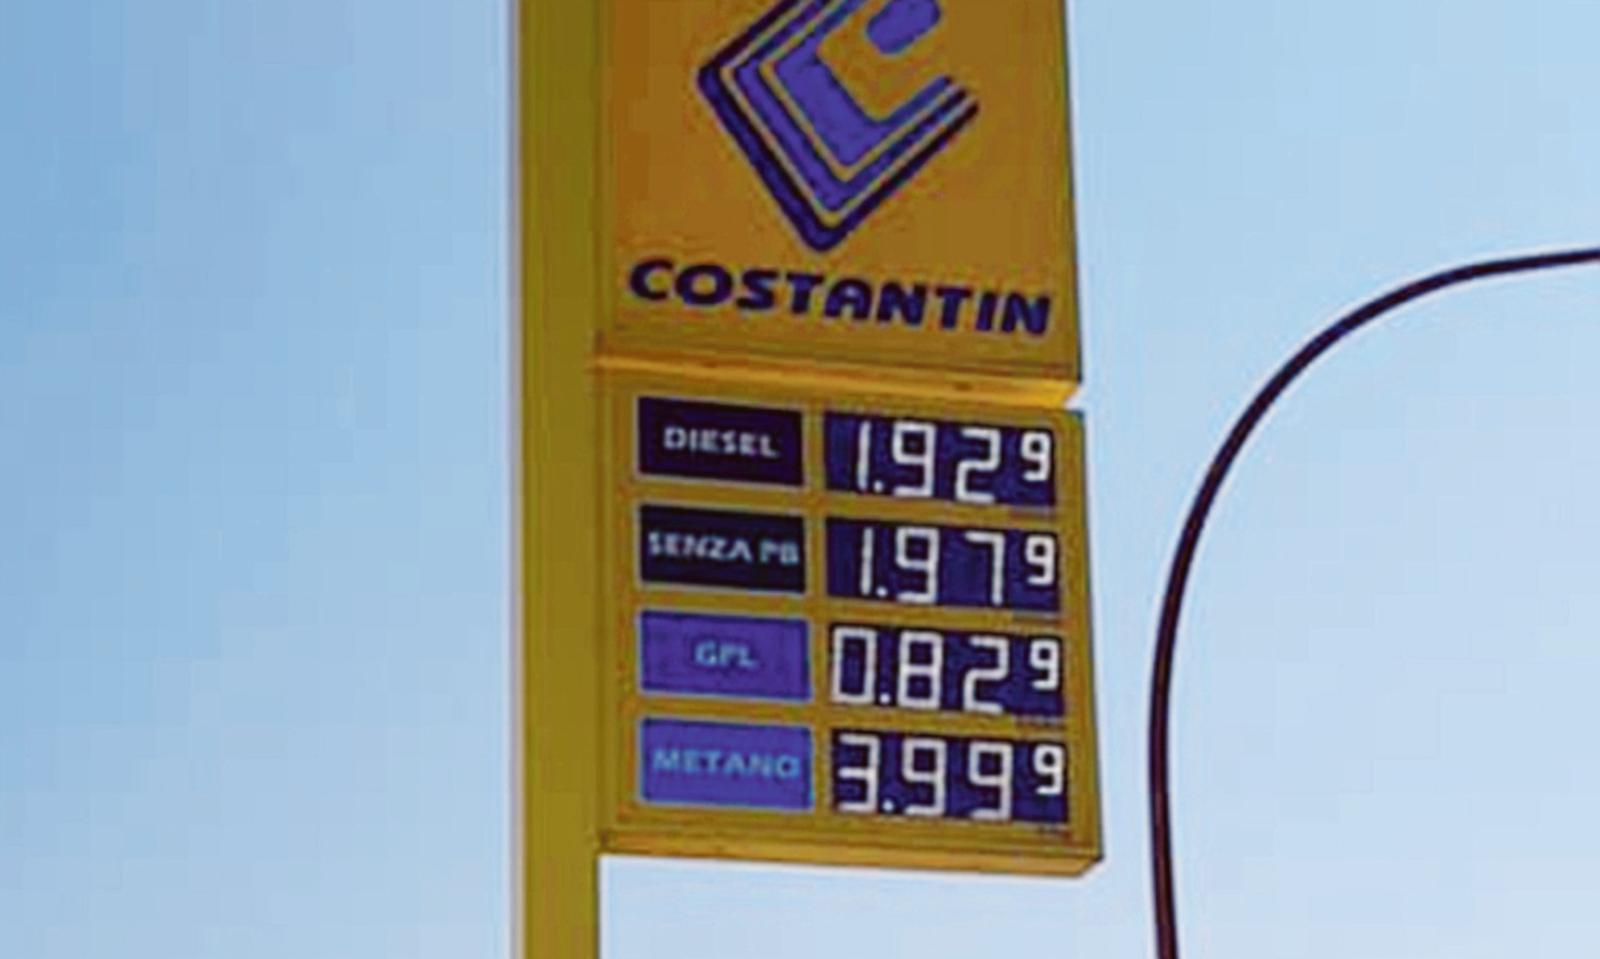 COSTANTIN
DIESEL 1.929
SENZA PB 1.979
GPL 0.829
METANO 3.999